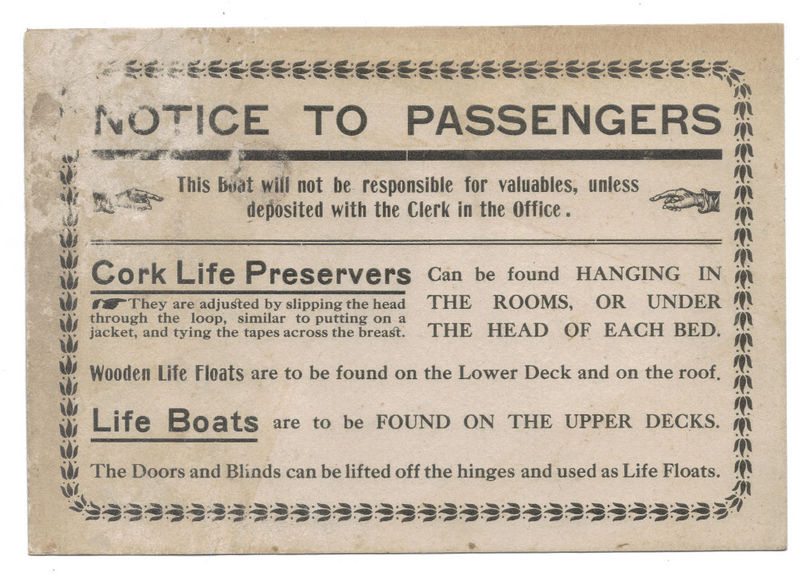 NOTICE TO PASSENGERS
This Boat will not be responsible for valuables, unless
deposited with the Clerk in the Office.
Cork Life Preservers
They are adjusted by slipping the head
through the loop, similar to putting on a
jacket, and tying the tapes across the breast.
Can be found HANGING IN
THE ROOMS, OR UNDER
THE HEAD OF EACH BED.
Wooden Life Floats are to be found on the Lower Deck and on the roof.
Life Boats are to be FOUND ON THE UPPER DECKS.
The Doors and Blinds can be lifted off the hinges and used as Life Floats.